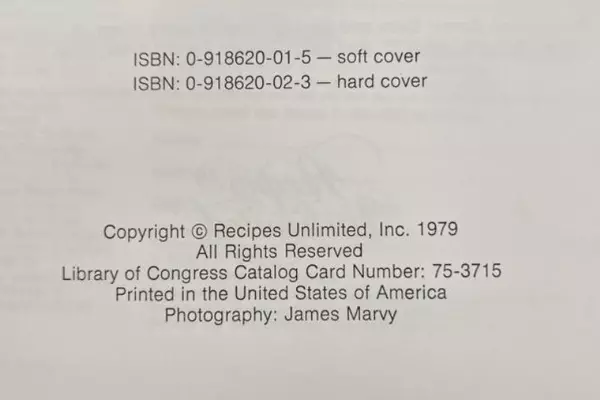 ISBN: 0-918620-01-5 — soft cover
ISBN: 0-918620-02-3 — hard cover
Copyright © Recipes Unlimited, Inc. 1979
All Rights Reserved
Library of Congress Catalog Card Number: 75-3715
Printed in the United States of America
Photography: James Marvy